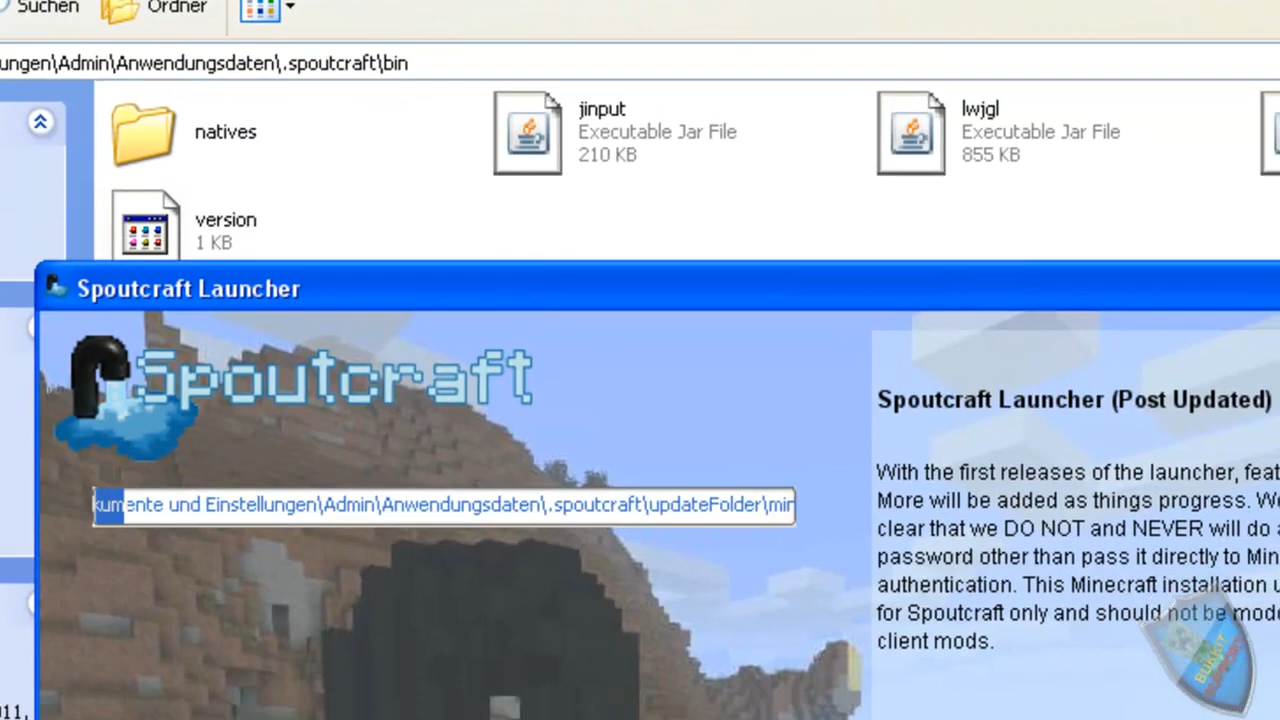 Suchen Ordner
ungen\Admin\Anwendungsdaten\.spoutcraft\bin
natives
jinput
Executable Jar File
210 KB
lwjgl
Executable Jar File
855 KB
version
1 KB
Spoutcraft Launcher
Spoutcraft
kumente und Einstellungen\Admin\Anwendungsdaten\.spoutcraft\updateFolder\min
Spoutcraft Launcher (Post Updated)
With the first releases of the launcher, feat
More will be added as things progress. We
clear that we DO NOT and NEVER will do a
password other than pass it directly to Min
authentication. This Minecraft installation u
for Spoutcraft only and should not be mode
client mods.
BUKKIT
011,